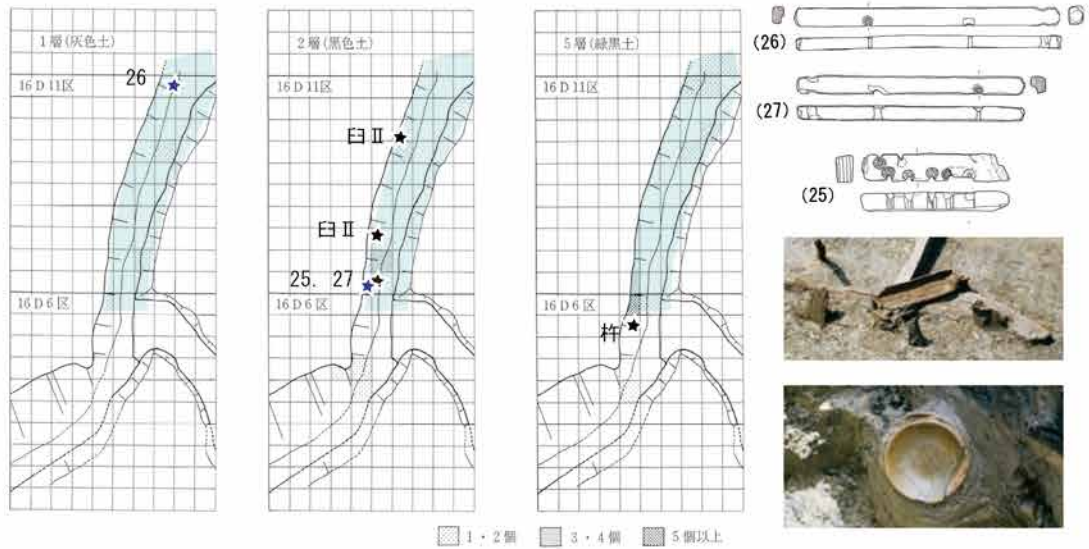 1層(灰色土)
26
16D11区
16D6区
2層(黒色土)
16D11区
臼Ⅱ
臼Ⅱ
25. 27
16D6区
5層(緑黒土)
16D11区
16D6区
杵
(26)
(27)
(25)
1・2個
3・4個
5個以上